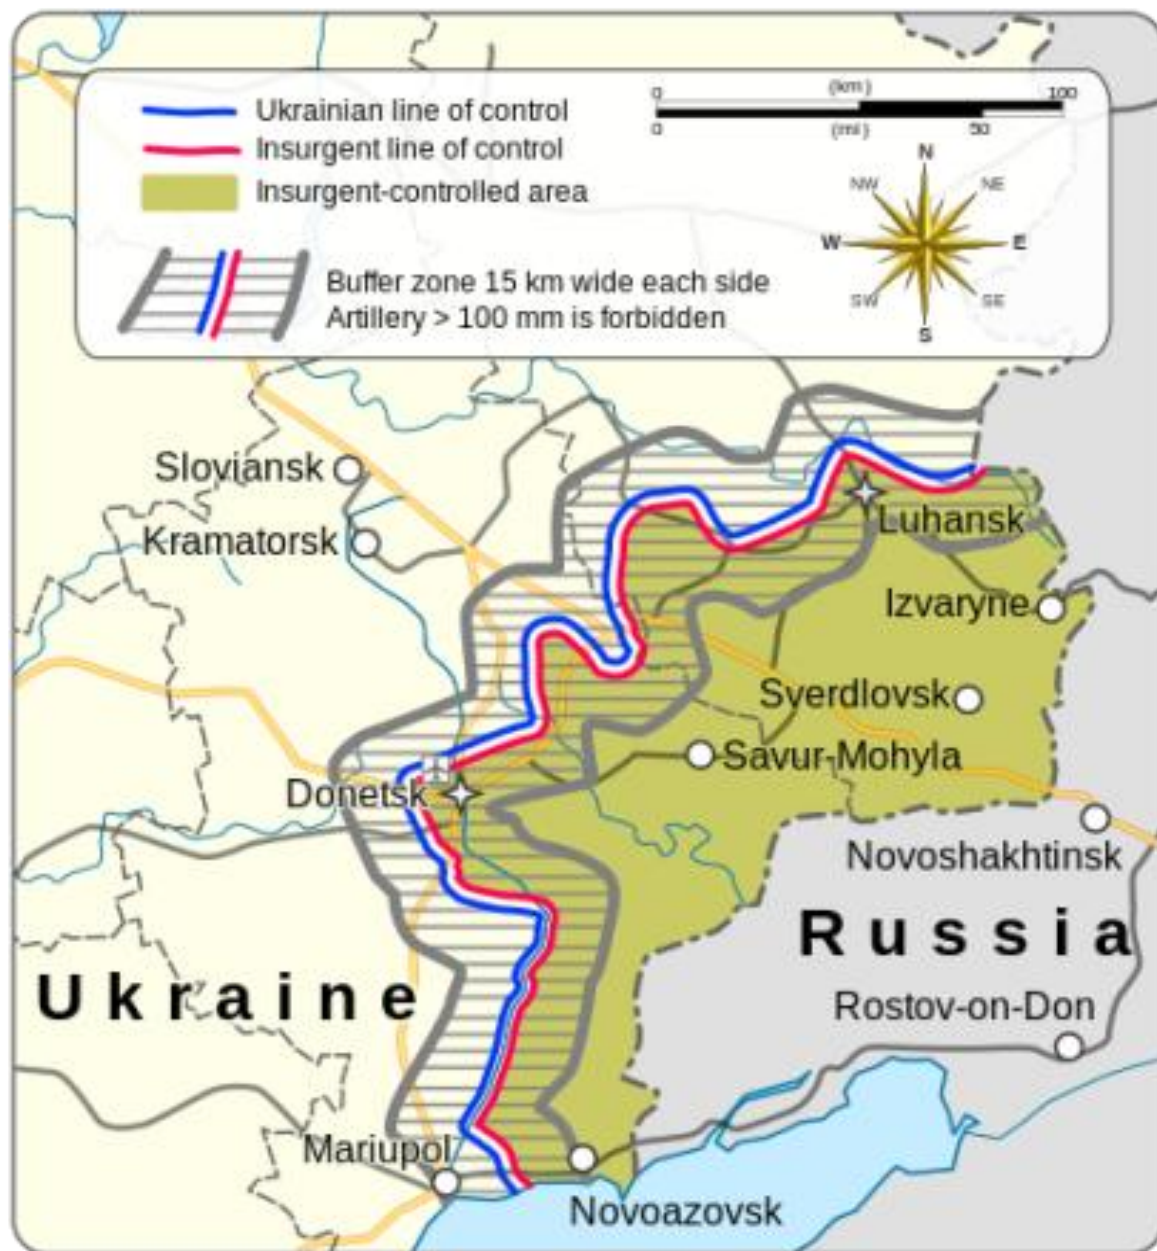 Ukrainian line of control
Insurgent line of control
Insurgent-controlled area
Buffer zone 15 km wide each side
Artillery > 100 mm is forbidden
0 (km) 100
0 (mi) 50
N
NW NE
W E
SW SE
S
Sloviansk
Kramatorsk
Luhansk
Izvaryne
Sverdlovsk
Savur-Mohyla
Donetsk
Novoshakhtinsk
Russia
Ukraine
Rostov-on-Don
Mariupol
Novoazovsk